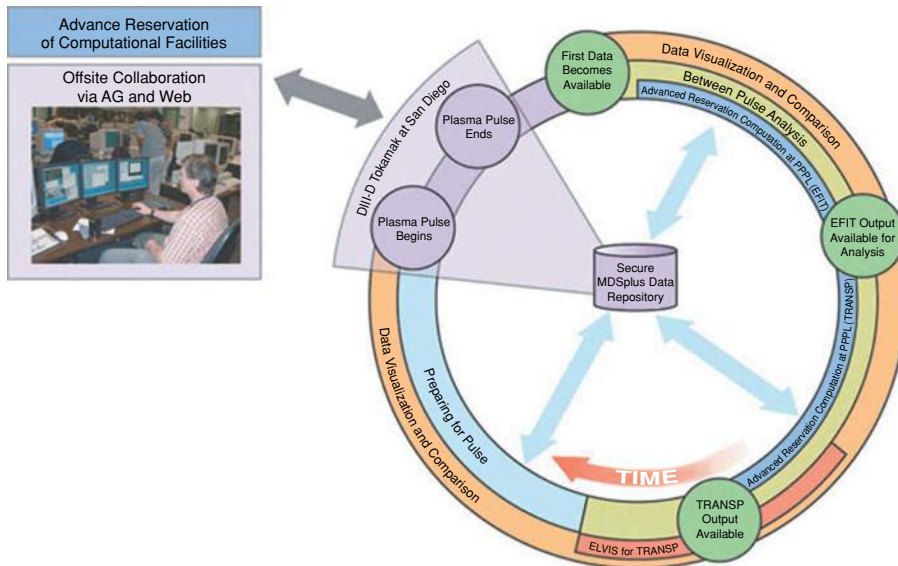 Advance Reservation
of Computational Facilities
Offsite Collaboration
via AG and Web
DIII-D Tokamak at San Diego
Plasma Pulse
Begins
Plasma Pulse
Ends
First Data
Becomes
Available
Data Visualization and Comparison
Between Pulse Analysis
Advanced Reservation Computation at PPPL (EFIT)
EFIT Output
Available for
Analysis
Secure
MDSplus Data
Repository
Advanced Reservation Computation at PPPL (TRANSP)
TRANSP
Output
Available
TIME
ELVIS for TRANSP
Preparing for Pulse
Data Visualization and Comparison